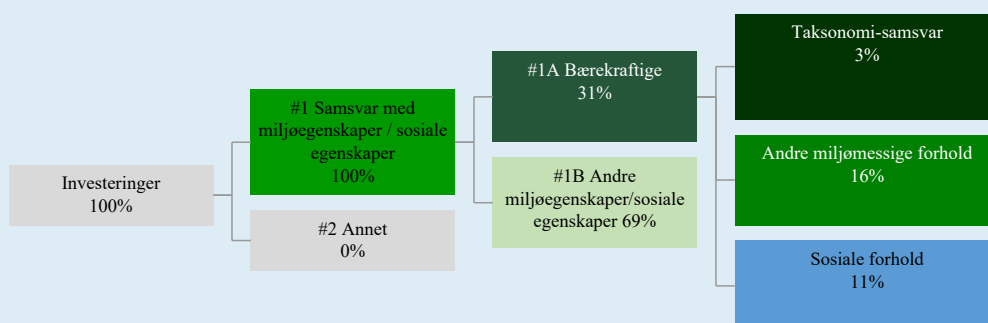 Investeringer
100%
#1 Samsvar med
miljøegenskaper / sosiale
egenskaper
100%
#2 Annet
0%
#1A Bærekraftige
31%
#1B Andre
miljøegenskaper/sosiale
egenskaper 69%
Taksonomi-samsvar
3%
Andre miljømessige forhold
16%
Sosiale forhold
11%